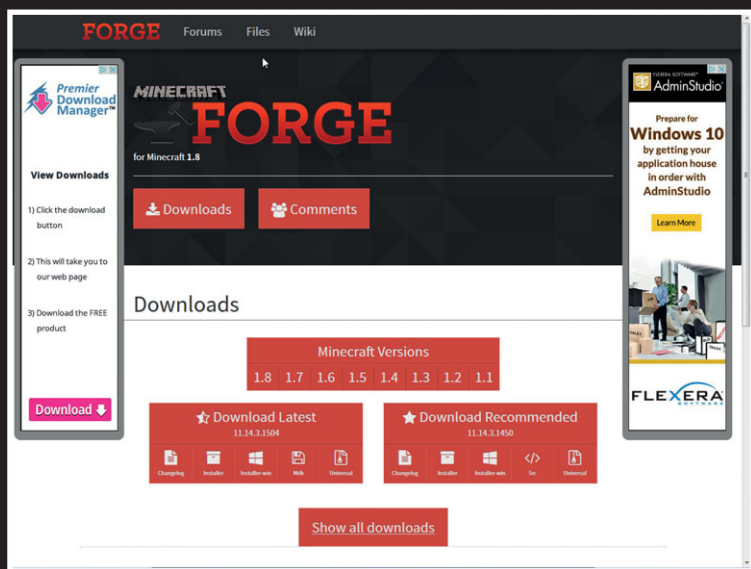 FORGE Forums Files Wiki
Premier
Download
Manager™
View Downloads
1) Click the download
button
2) This will take you to
our web page
3) Download the FREE
product
Download
MINECRAFT
FORGE
for Minecraft 1.8
Downloads Comments
FLEXERA SOFTWARE
AdminStudio
Prepare for
Windows 10
by getting your
application house
in order with
AdminStudio
Learn More
FLEXERA
SOFTWARE
Downloads
Minecraft Versions
1.8 1.7 1.6 1.5 1.4 1.3 1.2 1.1
Download Latest
11.14.3.1504
Changelog Installer Installer-win Mdk Universal
Download Recommended
11.14.3.1450
Changelog Installer Installer-win Src Universal
Show all downloads